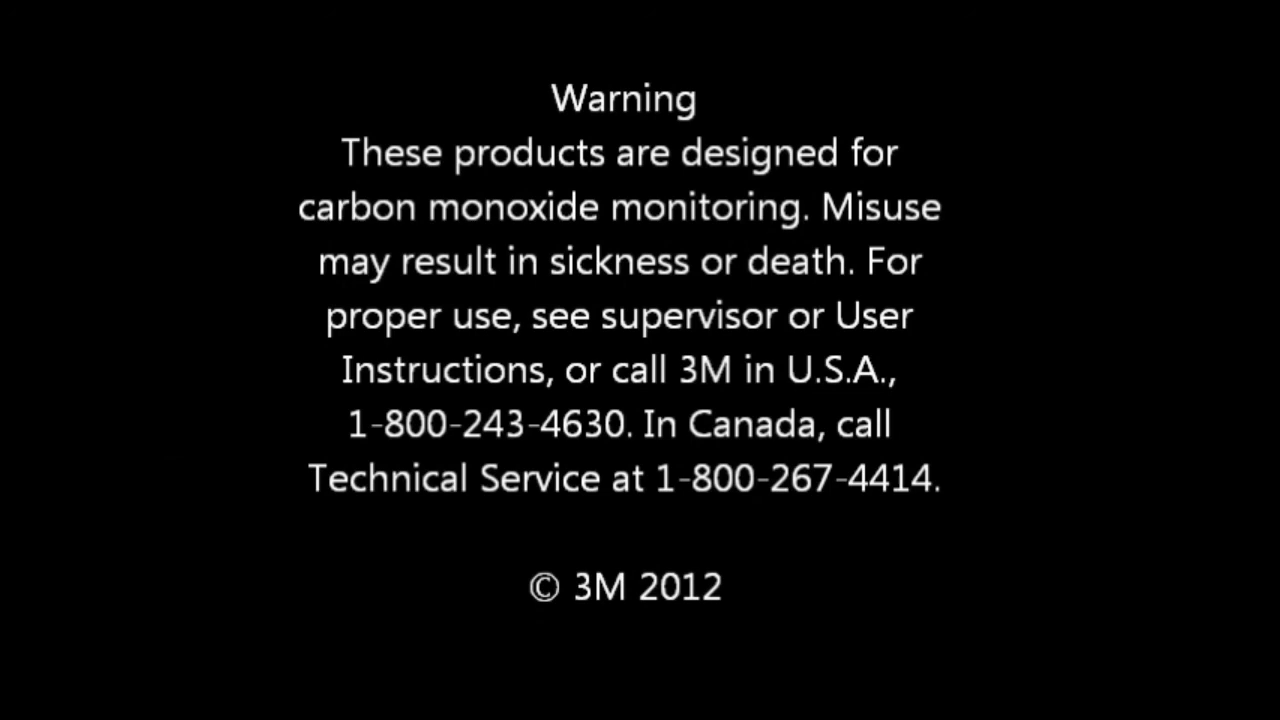 Warning
These products are designed for
carbon monoxide monitoring. Misuse
may result in sickness or death. For
proper use, see supervisor or User
Instructions, or call 3M in U.S.A.,
1-800-243-4630. In Canada, call
Technical Service at 1-800-267-4414.
© 3M 2012